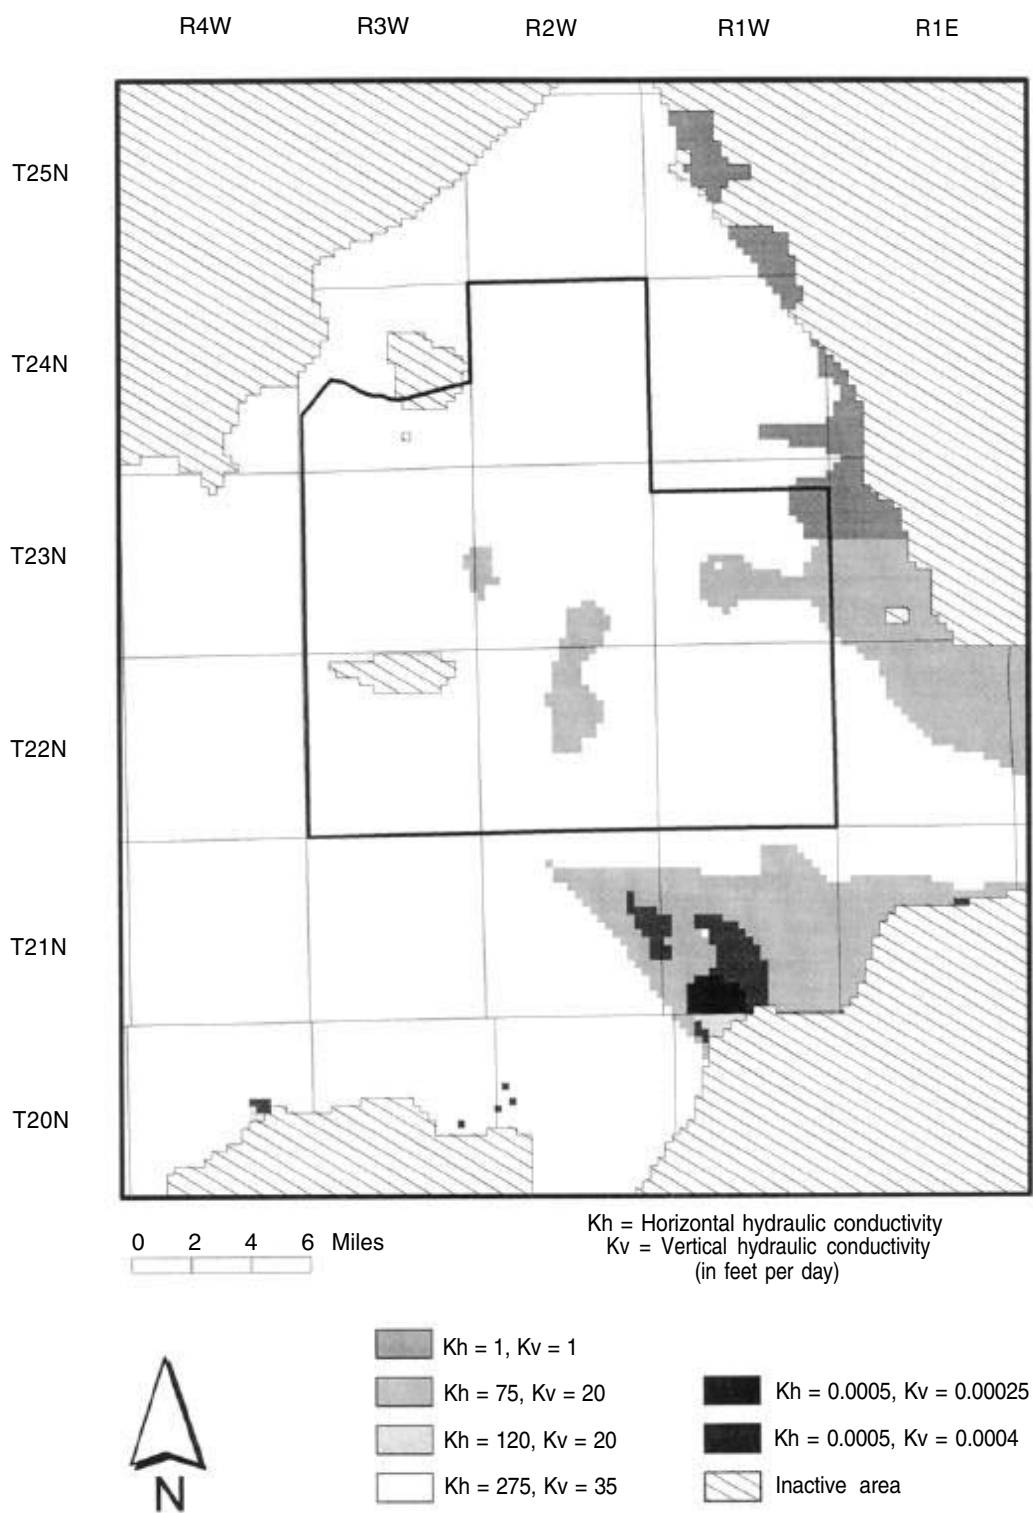 R4W R3W R2W R1W R1E
T25N
T24N
T23N
T22N
T21N
T20N
0 2 4 6 Miles
Kh = Horizontal hydraulic conductivity
Kv = Vertical hydraulic conductivity
(in feet per day)
Kh = 1, Kv = 1
Kh = 75, Kv = 20
Kh = 120, Kv = 20
Kh = 275, Kv = 35
Kh = 0.0005, Kv = 0.00025
Kh = 0.0005, Kv = 0.0004
Inactive area
N